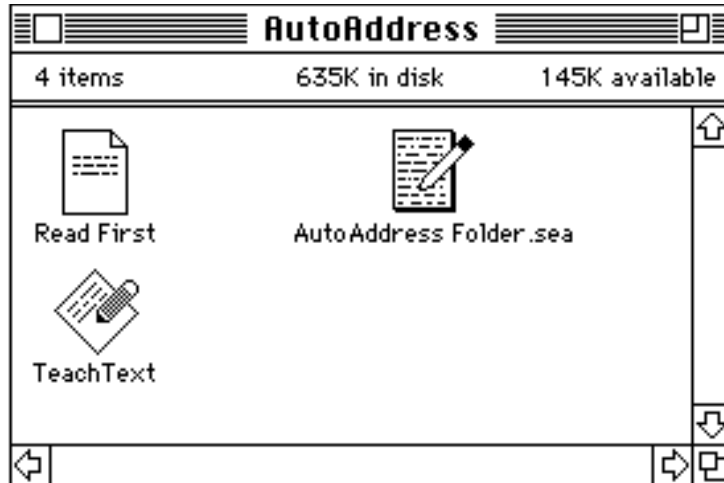 AutoAddress
4 items 635K in disk 145K available
Read First AutoAddress Folder.sea
TeachText